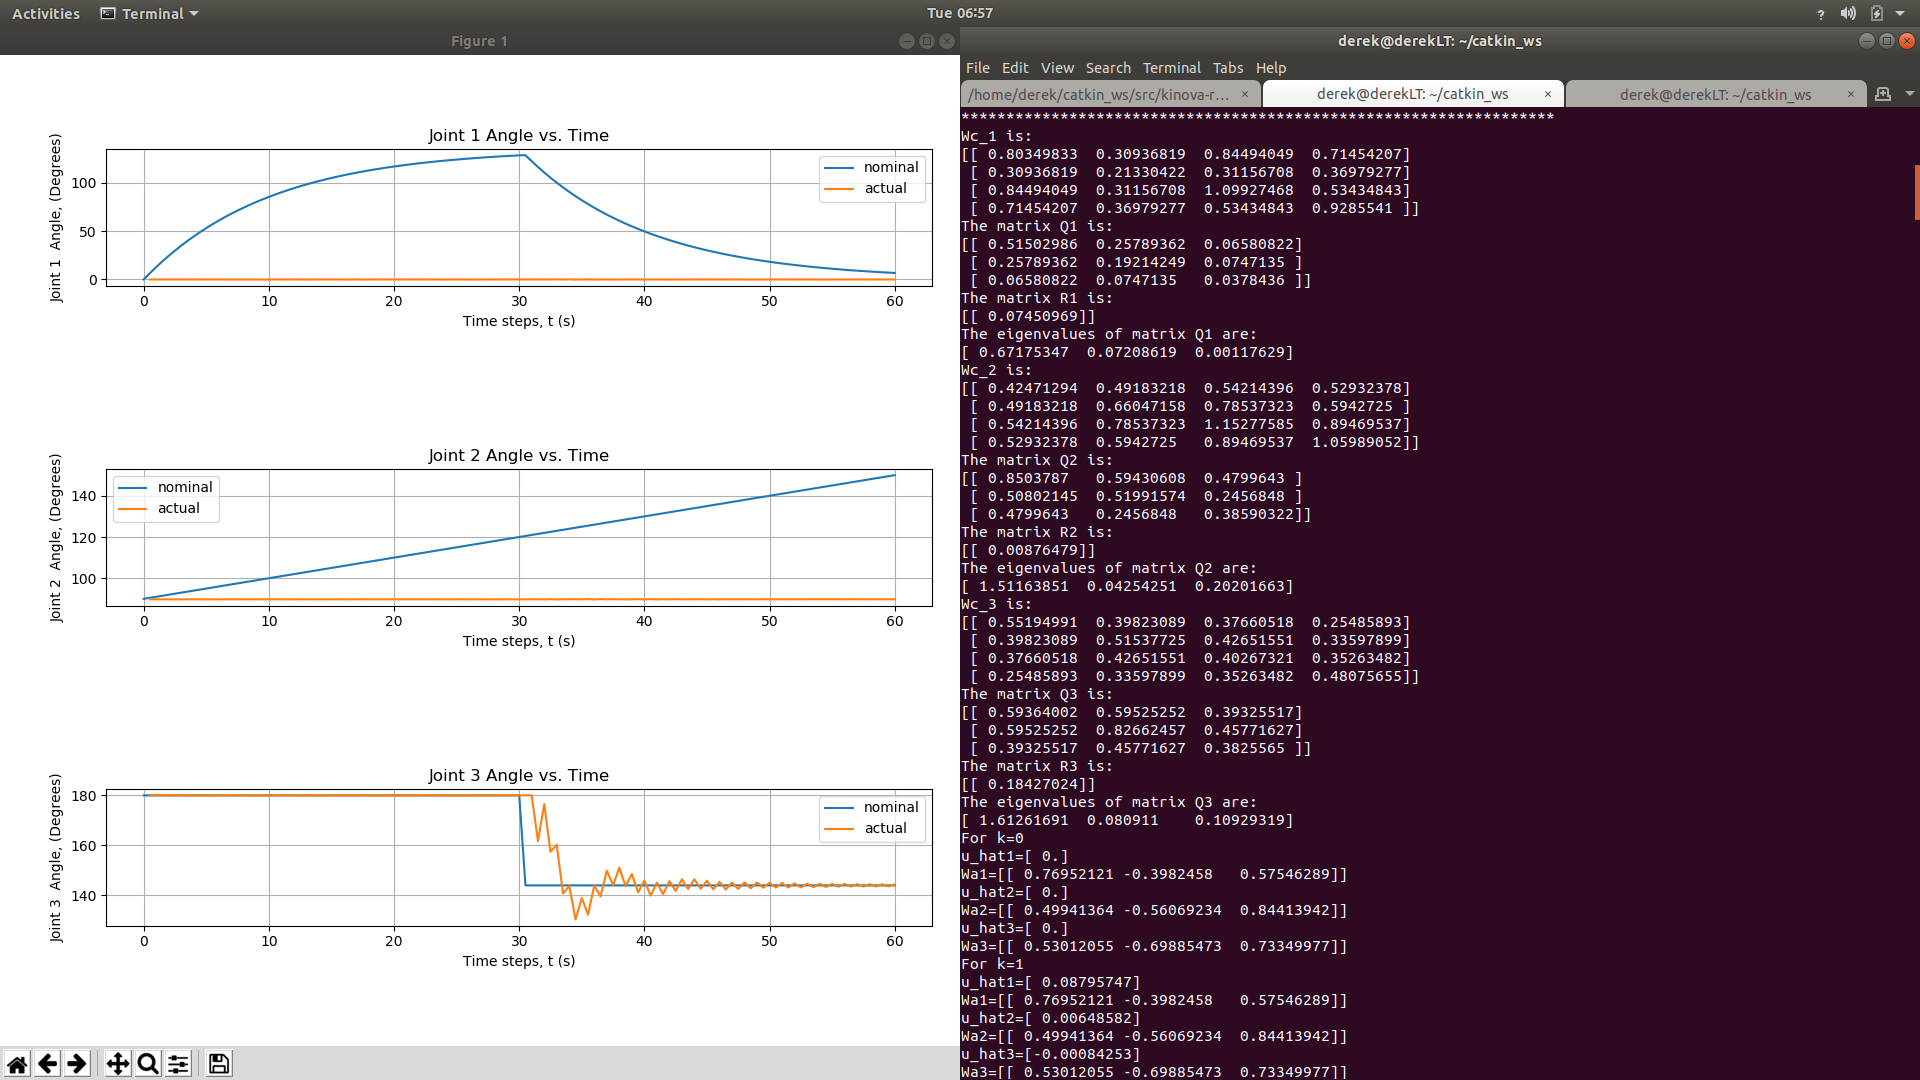 Activities Terminal Tue 06:57
Figure 1
Joint 1 Angle vs. Time
Joint 1 Angle, (Degrees)
100
50
0
nominal
actual
0 10 20 30 40 50 60
Time steps, t (s)
Joint 2 Angle vs. Time
Joint 2 Angle, (Degrees)
140
120
100
nominal
actual
0 10 20 30 40 50 60
Time steps, t (s)
Joint 3 Angle vs. Time
Joint 3 Angle, (Degrees)
180
160
140
nominal
actual
0 10 20 30 40 50 60
Time steps, t (s)
derek@derekLT: ~/catkin_ws
File Edit View Search Terminal Tabs Help
/home/derek/catkin_ws/src/kinova-r... × derek@derekLT: ~/catkin_ws × derek@derekLT: ~/catkin_ws ×
******************************************************************
Wc_1 is:
[[ 0.80349833 0.30936819 0.84494049 0.71454207]
[ 0.30936819 0.21330422 0.31156708 0.36979277]
[ 0.84494049 0.31156708 1.09927468 0.53434843]
[ 0.71454207 0.36979277 0.53434843 0.9285541 ]]
The matrix Q1 is:
[[ 0.51502986 0.25789362 0.06580822]
[ 0.25789362 0.19214249 0.0747135 ]
[ 0.06580822 0.0747135 0.0378436 ]]
The matrix R1 is:
[[ 0.07450969]]
The eigenvalues of matrix Q1 are:
[ 0.67175347 0.07208619 0.00117629]
Wc_2 is:
[[ 0.42471294 0.49183218 0.54214396 0.52932378]
[ 0.49183218 0.66047158 0.78537323 0.5942725 ]
[ 0.54214396 0.78537323 1.15277585 0.89469537]
[ 0.52932378 0.5942725 0.89469537 1.05989052]]
The matrix Q2 is:
[[ 0.8503787 0.59430608 0.4799643 ]
[ 0.50802145 0.51991574 0.2456848 ]
[ 0.4799643 0.2456848 0.38590322]]
The matrix R2 is:
[[ 0.00876479]]
The eigenvalues of matrix Q2 are:
[ 1.51163851 0.04254251 0.20201663]
Wc_3 is:
[[ 0.55194991 0.39823089 0.37660518 0.25485893]
[ 0.39823089 0.51537725 0.42651551 0.33597899]
[ 0.37660518 0.42651551 0.40267321 0.35263482]
[ 0.25485893 0.33597899 0.35263482 0.48075655]]
The matrix Q3 is:
[[ 0.59364002 0.59525252 0.39325517]
[ 0.59525252 0.82662457 0.45771627]
[ 0.39325517 0.45771627 0.3825565 ]]
The matrix R3 is:
[[ 0.18427024]]
The eigenvalues of matrix Q3 are:
[ 1.61261691 0.080911 0.10929319]
For k=0
u_hat1=[ 0.]
Wa1=[[ 0.76952121 -0.3982458 0.57546289]]
u_hat2=[ 0.]
Wa2=[[ 0.49941364 -0.56069234 0.84413942]]
u_hat3=[ 0.]
Wa3=[[ 0.53012055 -0.69885473 0.73349977]]
For k=1
u_hat1=[ 0.08795747]
Wa1=[[ 0.76952121 -0.3982458 0.57546289]]
u_hat2=[ 0.00648582]
Wa2=[[ 0.49941364 -0.56069234 0.84413942]]
u_hat3=[-0.00084253]
Wa3=[[ 0.53012055 -0.69885473 0.73349977]]